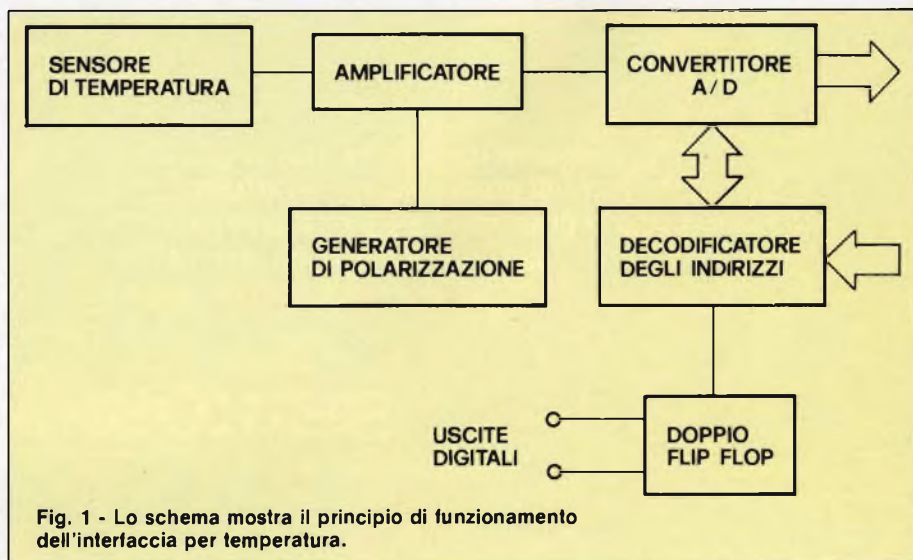 SENSORE
DI TEMPERATURA
AMPLIFICATORE
CONVERTITORE
A/D
GENERATORE
DI POLARIZZAZIONE
DECODIFICATORE
DEGLI INDIRIZZI
USCITE
DIGITALI
DOPPIO
FLIP FLOP
Fig. 1 - Lo schema mostra il principio di funzionamento
dell'interfaccia per temperatura.